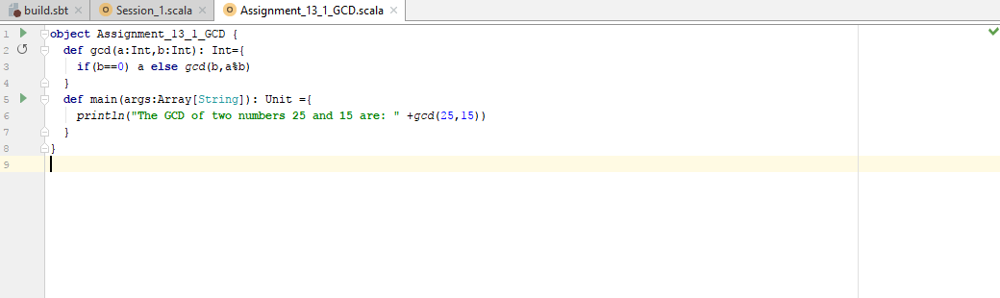 build.sbt Session_1.scala Assignment_13_1_GCD.scala
1 object Assignment_13_1_GCD {
2 def gcd(a:Int,b:Int): Int={
3 if(b==0) a else gcd(b,a%b)
4 }
5 def main(args:Array[String]): Unit ={
6 println("The GCD of two numbers 25 and 15 are: " +gcd(25,15))
7 }
8 }
9